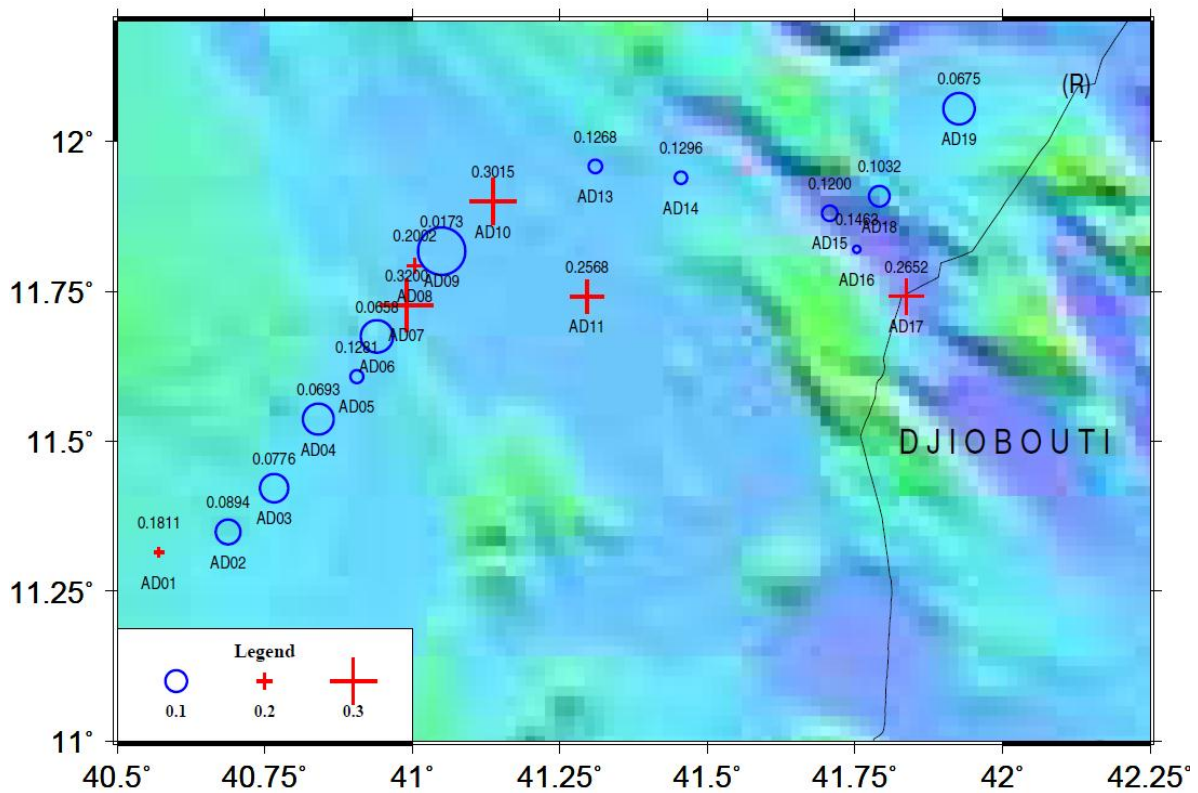 0.0675
(R)
AD19
12°
0.1268
0.1296
0.1032
0.3015
0.1200
AD13
AD14
0.0173
0.1463
AD18
0.2002
AD10
AD15
0.2568
0.2652
AD09
AD16
0.3200
11.75°
AD08
0.0658
AD11
AD17
AD07
0.1281
AD06
0.0693
AD05
AD04
11.5°
DJIOBOUTI
0.0776
0.0894
AD03
0.1811
AD02
AD01
11.25°
Legend
0.1 0.2 0.3
11°
40.5° 40.75° 41° 41.25° 41.5° 41.75° 42° 42.25°